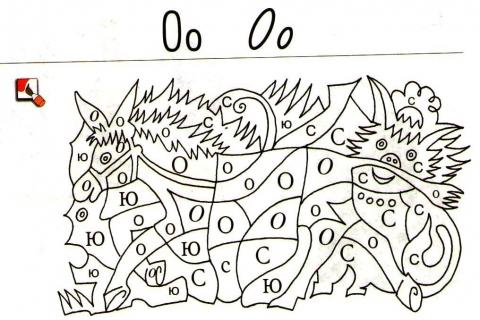 Оо Оо
С С
О О О С ю С С
ю О О О О С С
О О О О
Ю О О О О О О С С
Ю О Ю О О О
ю С С С С
ю Ю